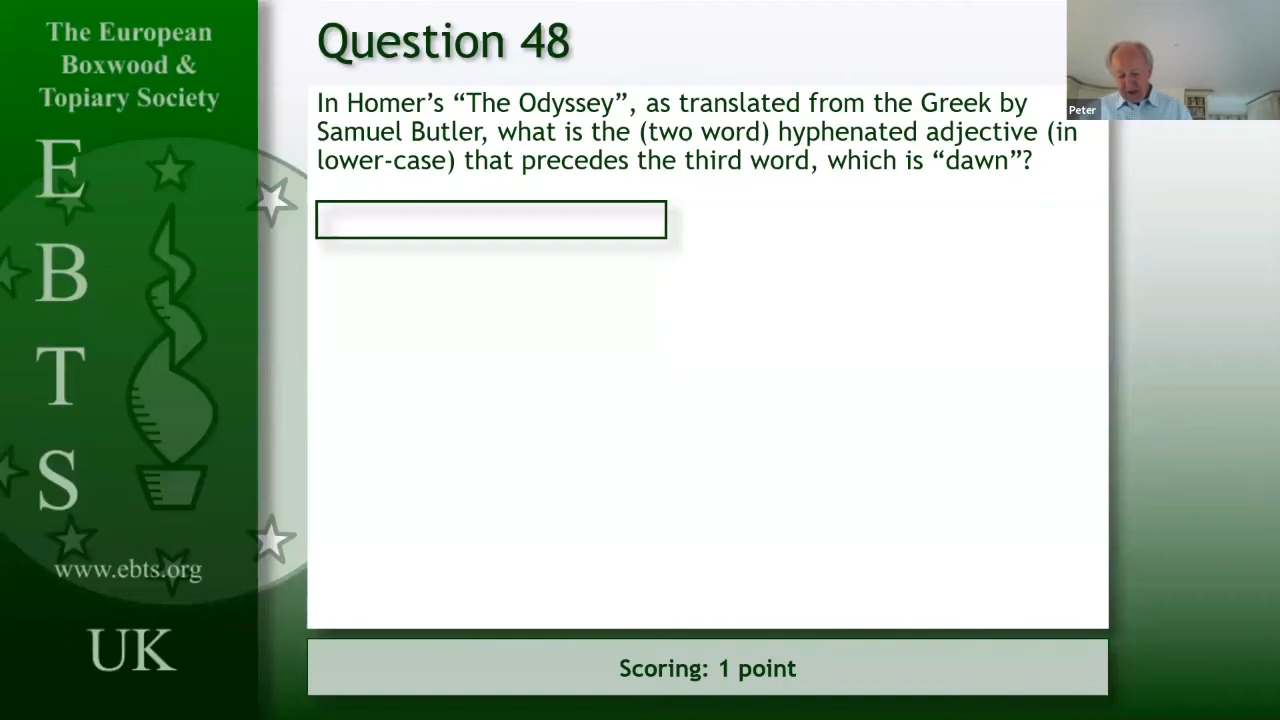 The European
Boxwood &
Topiary Society
E
B
T
S
www.ebts.org
UK
Question 48
In Homer’s “The Odyssey”, as translated from the Greek by
Samuel Butler, what is the (two word) hyphenated adjective (in
lower-case) that precedes the third word, which is “dawn”?
Scoring: 1 point
Peter